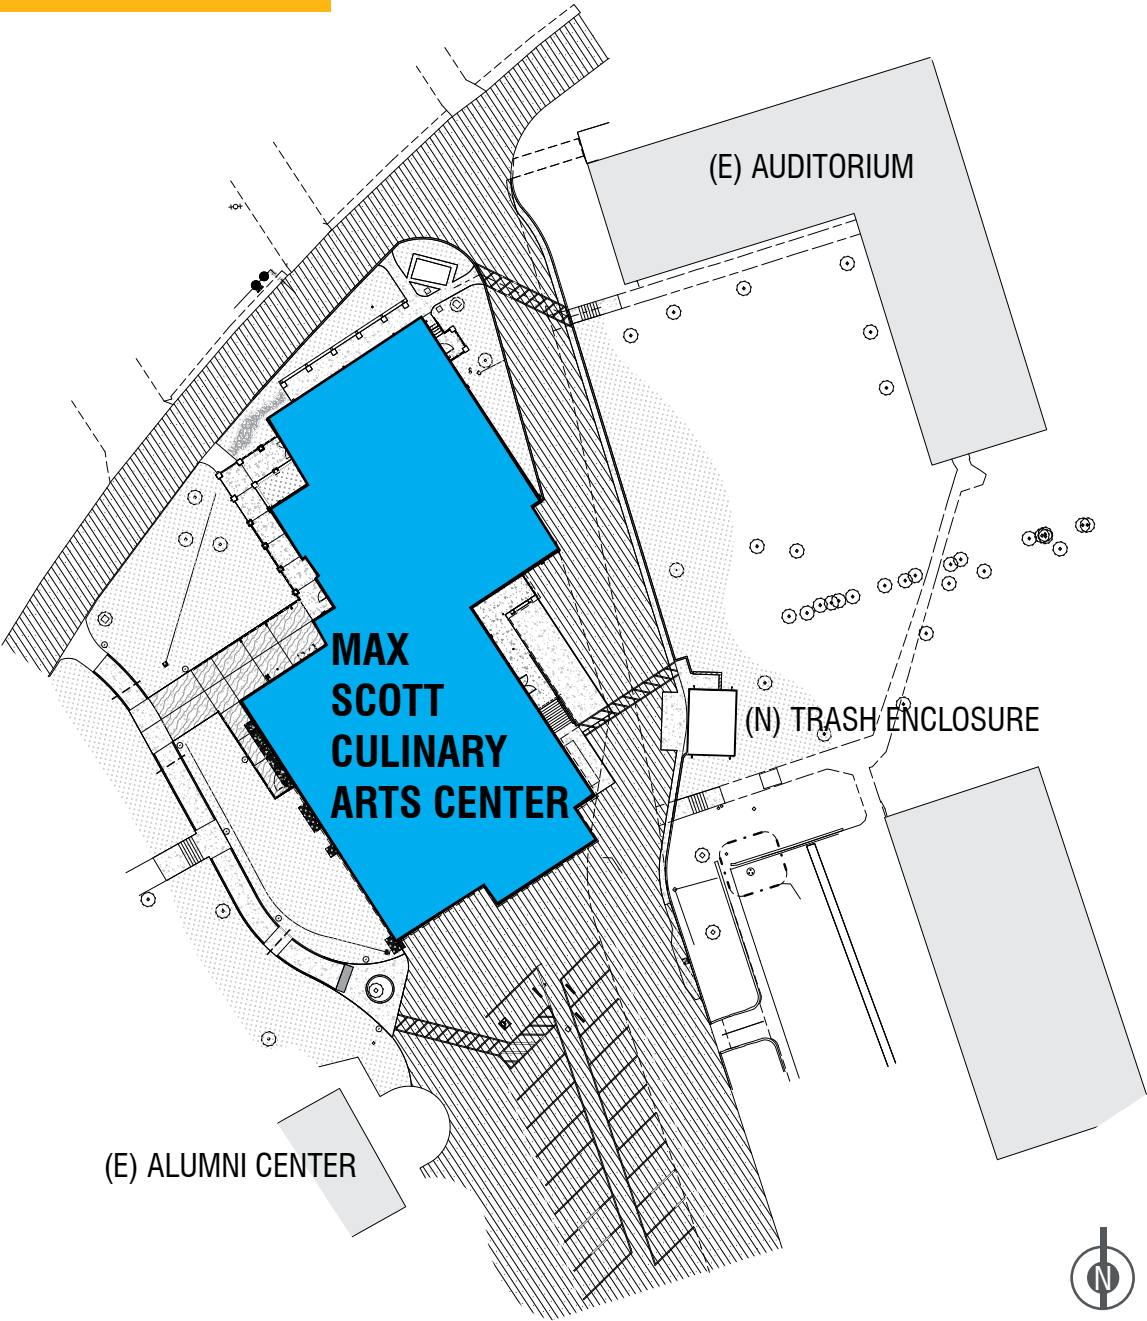 (E) AUDITORIUM
MAX
SCOTT
CULINARY
ARTS CENTER
(N) TRASH ENCLOSURE
(E) ALUMNI CENTER
N